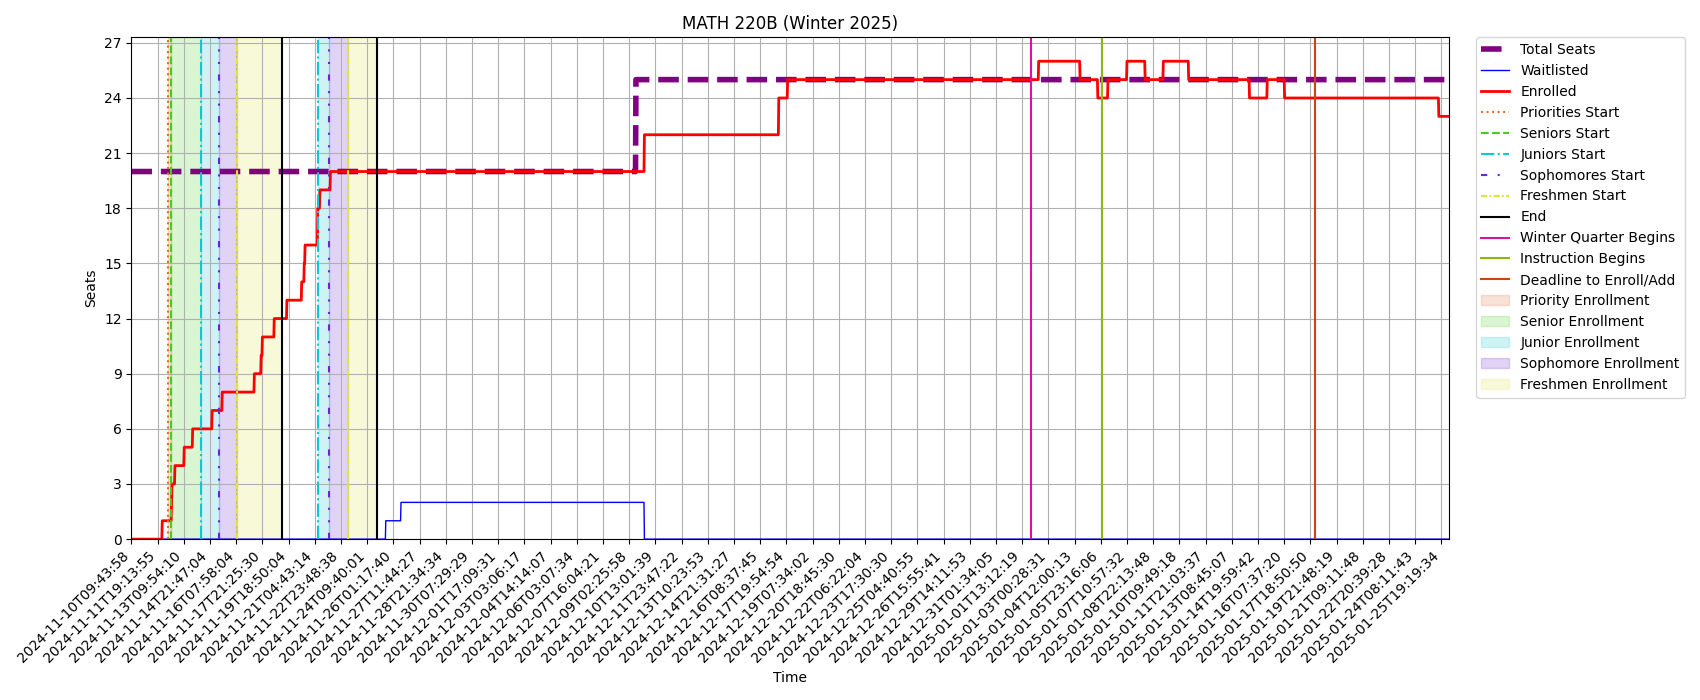 MATH 220B (Winter 2025)
27
24
21
18
15
12
9
6
3
0
Seats
2024-11-10T09:43:58
2024-11-11T19:13:55
2024-11-13T09:54:10
2024-11-14T21:47:04
2024-11-16T07:58:04
2024-11-17T21:25:30
2024-11-19T18:50:04
2024-11-21T04:43:14
2024-11-22T23:48:38
2024-11-24T09:40:01
2024-11-26T01:17:40
2024-11-27T11:44:27
2024-11-28T21:34:34
2024-11-30T07:29:29
2024-12-01T17:09:31
2024-12-03T03:06:17
2024-12-04T14:14:07
2024-12-06T03:07:34
2024-12-07T16:04:21
2024-12-09T02:25:58
2024-12-10T13:01:39
2024-12-11T23:47:22
2024-12-13T10:23:53
2024-12-14T21:31:27
2024-12-16T08:37:45
2024-12-17T19:54:54
2024-12-19T07:34:02
2024-12-20T18:45:30
2024-12-22T06:22:04
2024-12-23T17:30:30
2024-12-25T04:40:55
2024-12-26T15:55:41
2024-12-29T14:11:53
2024-12-31T01:34:05
2025-01-01T13:12:19
2025-01-03T00:28:31
2025-01-04T12:00:13
2025-01-05T23:16:06
2025-01-07T10:57:32
2025-01-08T22:13:48
2025-01-10T09:49:18
2025-01-11T21:03:37
2025-01-13T08:45:07
2025-01-14T19:59:42
2025-01-16T07:37:20
2025-01-17T18:50:50
2025-01-19T21:48:19
2025-01-21T09:11:48
2025-01-22T20:39:28
2025-01-24T08:11:43
2025-01-25T19:19:34
Time
Total Seats
Waitlisted
Enrolled
Priorities Start
Seniors Start
Juniors Start
Sophomores Start
Freshmen Start
End
Winter Quarter Begins
Instruction Begins
Deadline to Enroll/Add
Priority Enrollment
Senior Enrollment
Junior Enrollment
Sophomore Enrollment
Freshmen Enrollment